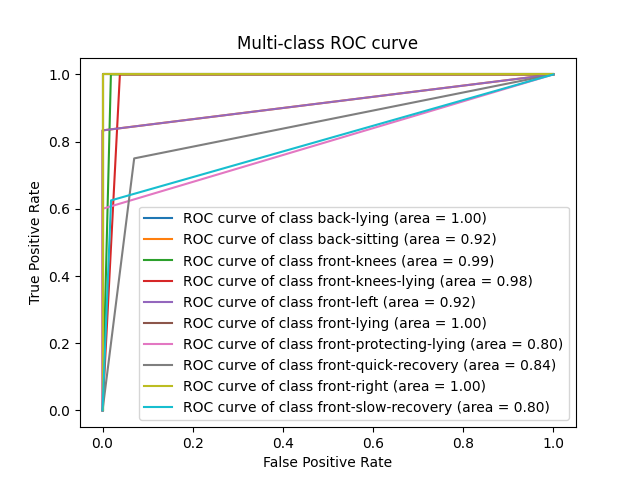 Multi-class ROC curve
1.0
0.8
0.6
0.4
0.2
0.0
True Positive Rate
ROC curve of class back-lying (area = 1.00)
ROC curve of class back-sitting (area = 0.92)
ROC curve of class front-knees (area = 0.99)
ROC curve of class front-knees-lying (area = 0.98)
ROC curve of class front-left (area = 0.92)
ROC curve of class front-lying (area = 1.00)
ROC curve of class front-protecting-lying (area = 0.80)
ROC curve of class front-quick-recovery (area = 0.84)
ROC curve of class front-right (area = 1.00)
ROC curve of class front-slow-recovery (area = 0.80)
0.0 0.2 0.4 0.6 0.8 1.0
False Positive Rate